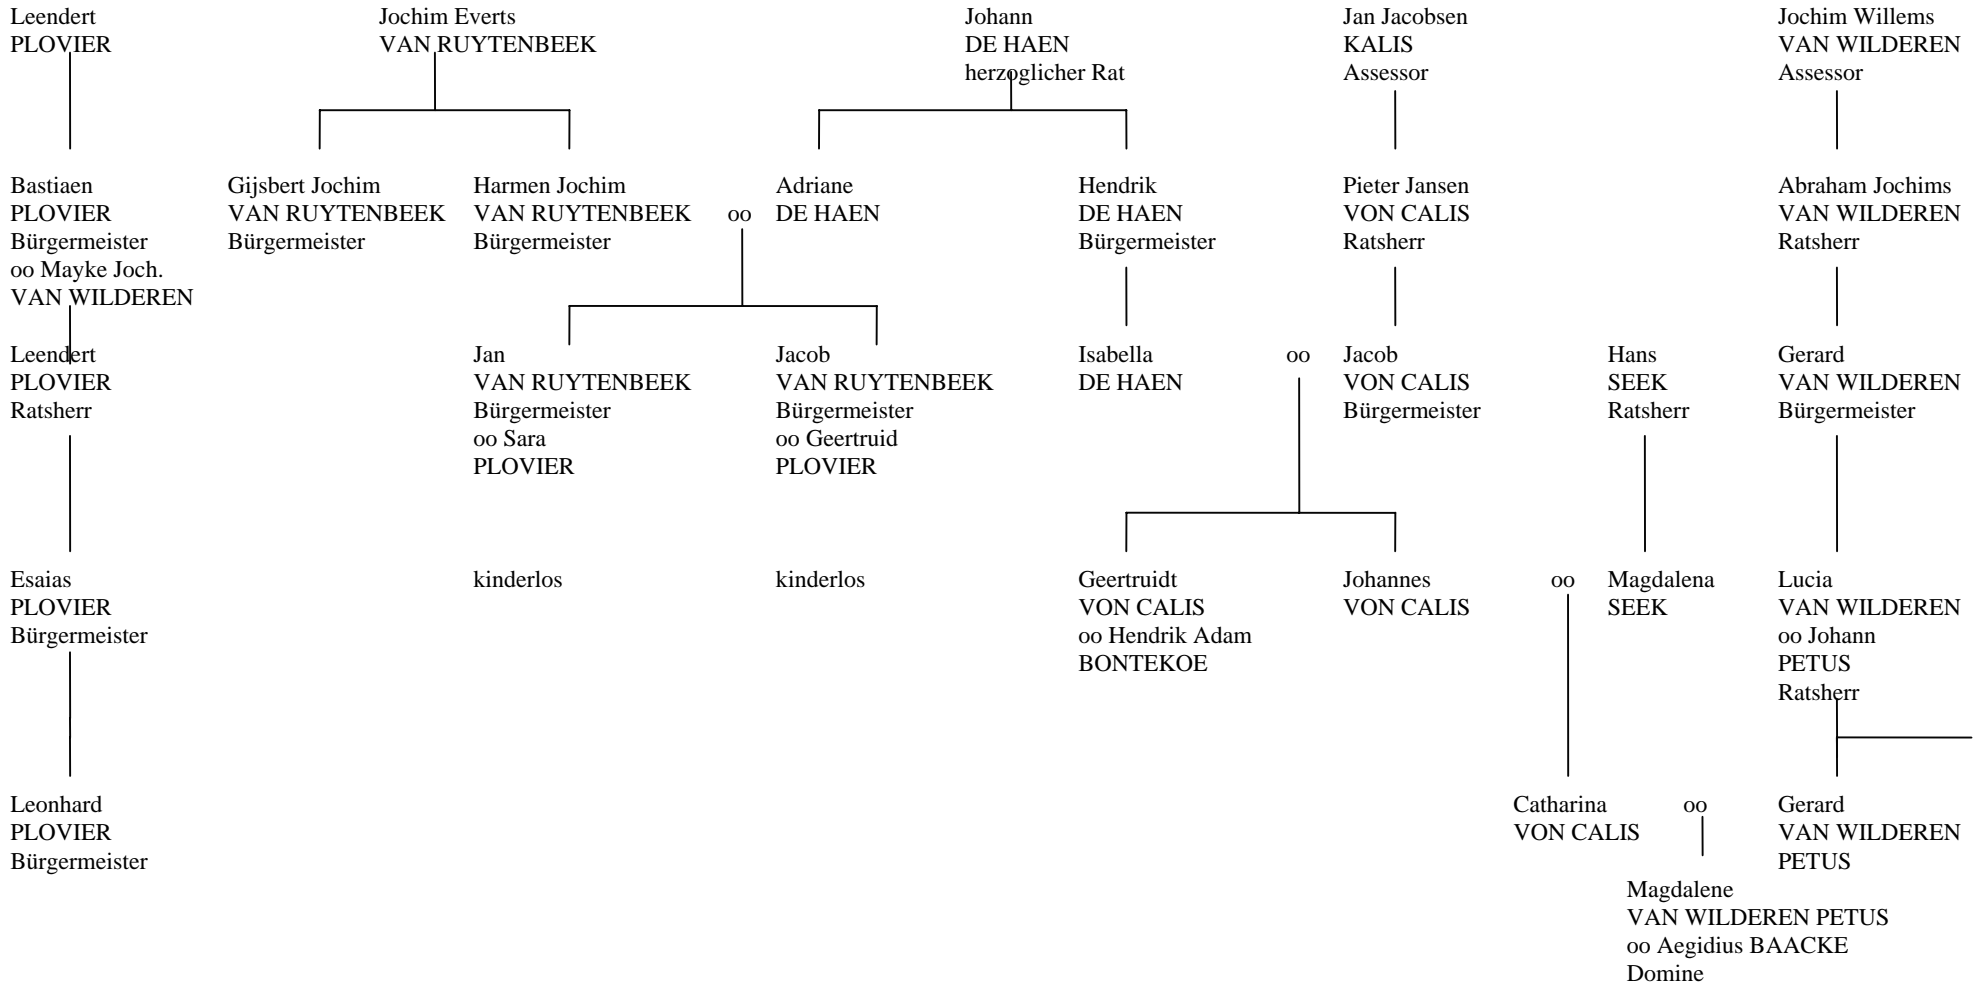 Leendert
PLOVIER
Jochim Everts
VAN RUYTENBEEK
Johann
DE HAEN
herzoglicher Rat
Jan Jacobsen
KALIS
Assessor
Jochim Willems
VAN WILDEREN
Assessor
Bastiaen
PLOVIER
Bürgermeister
oo Mayke Joch.
VAN WILDEREN
Gijsbert Jochim
VAN RUYTENBEEK
Bürgermeister
Harmen Jochim
VAN RUYTENBEEK
Bürgermeister
oo
Adriane
DE HAEN
Hendrik
DE HAEN
Bürgermeister
Pieter Jansen
VON CALIS
Ratsherr
Abraham Jochims
VAN WILDEREN
Ratsherr
Leendert
PLOVIER
Ratsherr
Jan
VAN RUYTENBEEK
Bürgermeister
oo Sara
PLOVIER
Jacob
VAN RUYTENBEEK
Bürgermeister
oo Geertruid
PLOVIER
Isabella
DE HAEN
oo
Jacob
VON CALIS
Bürgermeister
Hans
SEEK
Ratsherr
Gerard
VAN WILDEREN
Bürgermeister
Esaias
PLOVIER
Bürgermeister
kinderlos
kinderlos
Geertruidt
VON CALIS
oo Hendrik Adam
BONTEKOE
Johannes
VON CALIS
oo
Magdalena
SEEK
Lucia
VAN WILDEREN
oo Johann
PETUS
Ratsherr
Leonhard
PLOVIER
Bürgermeister
Catharina
VON CALIS
oo
Gerard
VAN WILDEREN
PETUS
Magdalene
VAN WILDEREN PETUS
oo Aegidius BAACKE
Domine